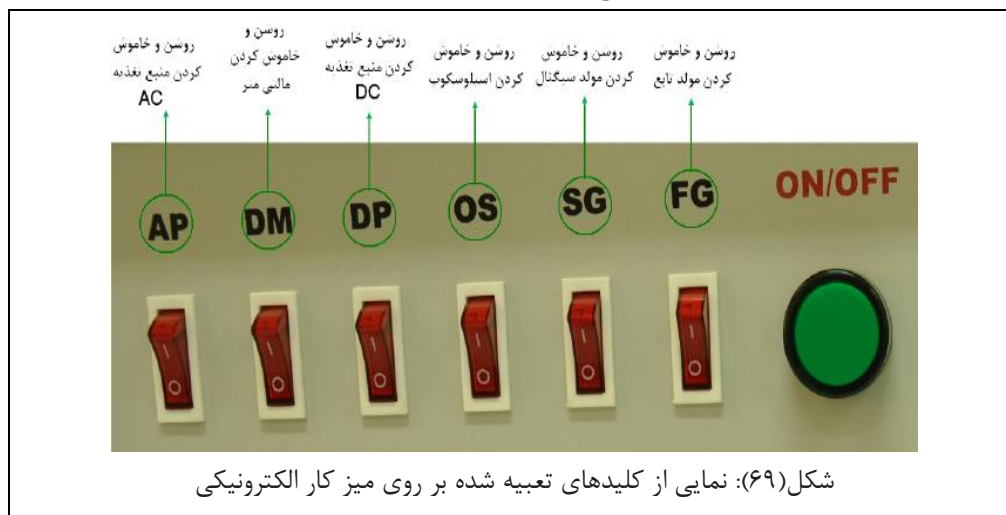 روشن و خاموش
کردن مولد تابع
روشن و خاموش
کردن مولد سیگنال
روشن و خاموش
کردن اسیلوسکوپ
روشن و خاموش
کردن منبع تغذیه
DC
روشن و
خاموش کردن
مالتی متر
روشن و خاموش
کردن منبع تغذیه
AC
AP DM DP OS SG FG ON/OFF
شکل(۶۹): نمایی از کلیدهای تعبیه شده بر روی میز کار الکترونیکی